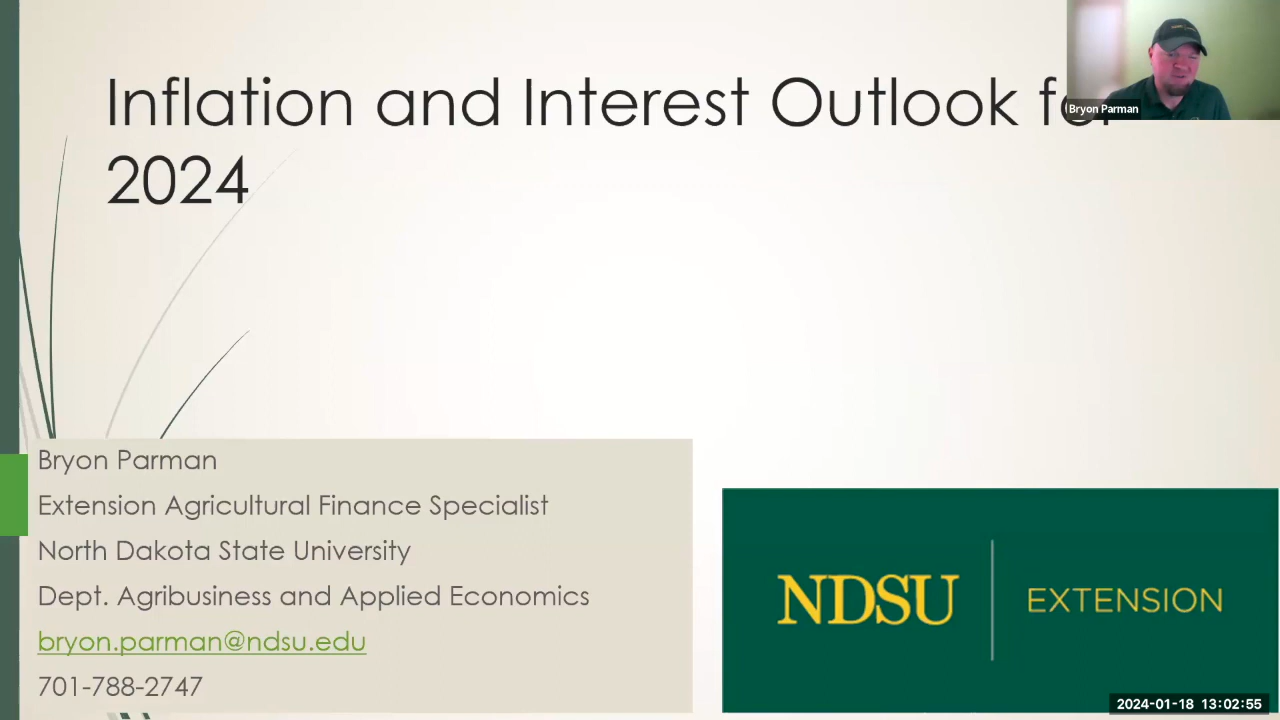 Inflation and Interest Outlook for
2024
Bryon Parman
Bryon Parman
Extension Agricultural Finance Specialist
North Dakota State University
Dept. Agribusiness and Applied Economics
bryon.parman@ndsu.edu
701-788-2747
NDSU EXTENSION
2024-01-18 13:02:55